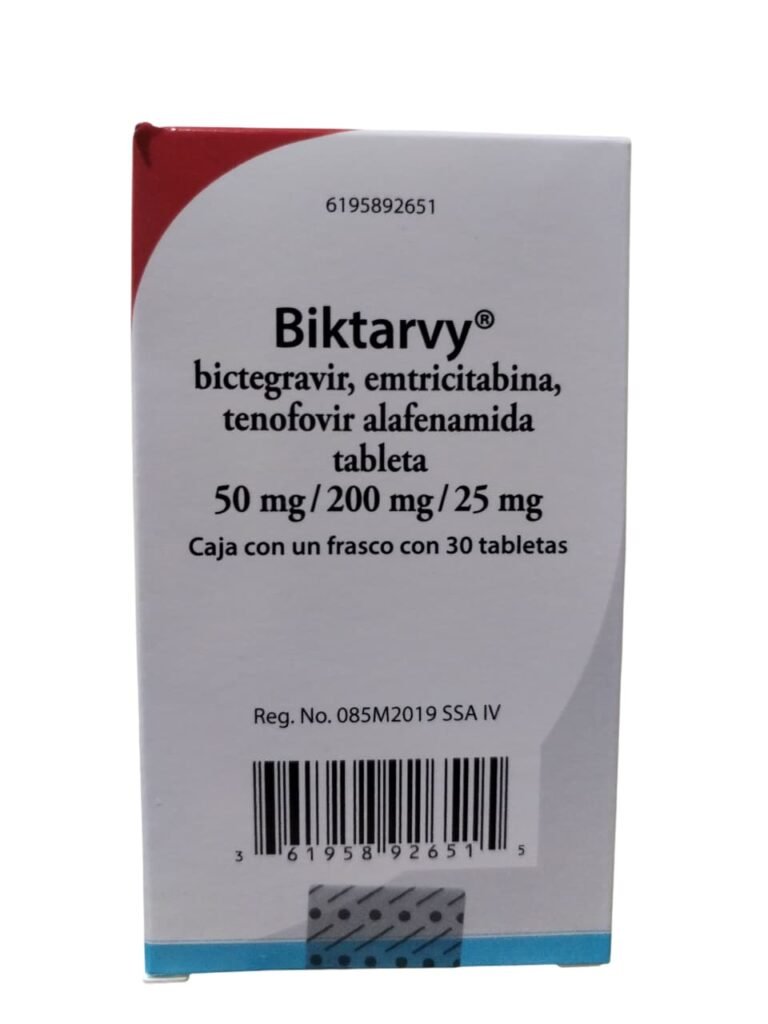 6195892651
Biktarvy®
bictegravir, emtricitabina,
tenofovir alafenamida
tableta
50 mg/200 mg/25 mg
Caja con un frasco con 30 tabletas
Reg. No. 085M2019 SSA IV
3 61958 92651 5